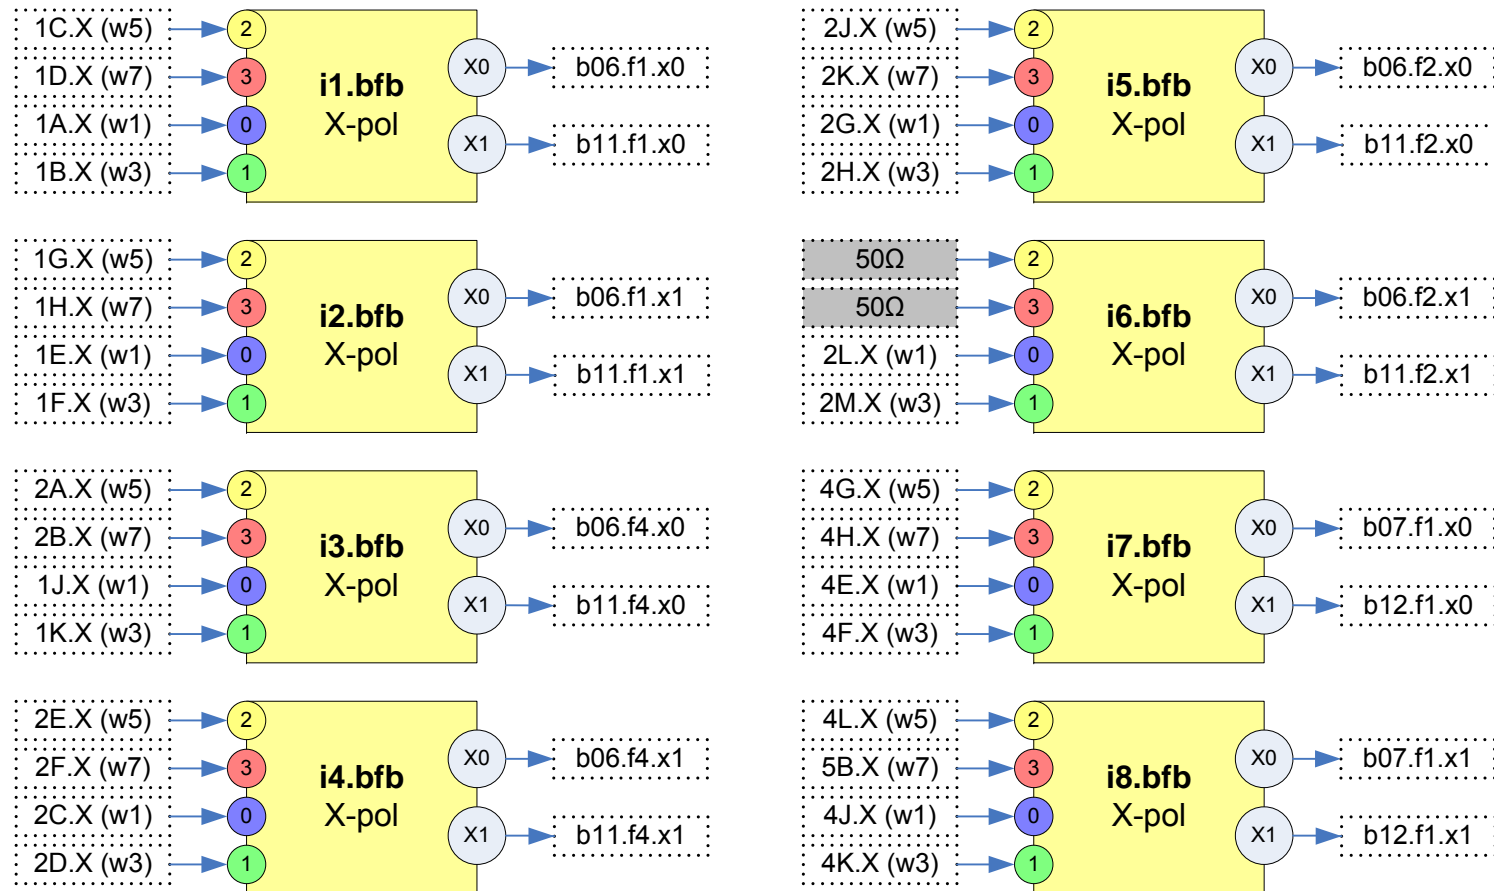 1C.X (w5)
2
1D.X (w7)
3
1A.X (w1)
0
1B.X (w3)
1
i1.bfb
X-pol
X0
b06.f1.x0
X1
b11.f1.x0
2J.X (w5)
2
2K.X (w7)
3
2G.X (w1)
0
2H.X (w3)
1
i5.bfb
X-pol
X0
b06.f2.x0
X1
b11.f2.x0
1G.X (w5)
2
1H.X (w7)
3
1E.X (w1)
0
1F.X (w3)
1
i2.bfb
X-pol
X0
b06.f1.x1
X1
b11.f1.x1
50Ω
2
50Ω
3
2L.X (w1)
0
2M.X (w3)
1
i6.bfb
X-pol
X0
b06.f2.x1
X1
b11.f2.x1
2A.X (w5)
2
2B.X (w7)
3
1J.X (w1)
0
1K.X (w3)
1
i3.bfb
X-pol
X0
b06.f4.x0
X1
b11.f4.x0
4G.X (w5)
2
4H.X (w7)
3
4E.X (w1)
0
4F.X (w3)
1
i7.bfb
X-pol
X0
b07.f1.x0
X1
b12.f1.x0
2E.X (w5)
2
2F.X (w7)
3
2C.X (w1)
0
2D.X (w3)
1
i4.bfb
X-pol
X0
b06.f4.x1
X1
b11.f4.x1
4L.X (w5)
2
5B.X (w7)
3
4J.X (w1)
0
4K.X (w3)
1
i8.bfb
X-pol
X0
b07.f1.x1
X1
b12.f1.x1